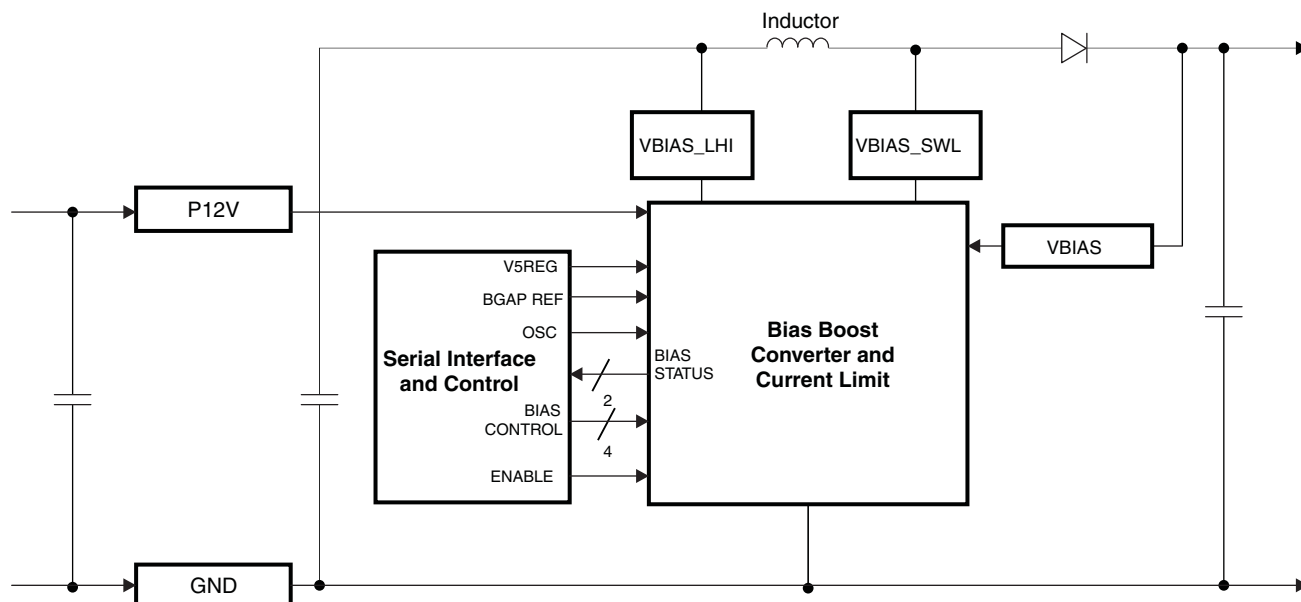 Inductor
VBIAS_LHI
VBIAS_SWL
P12V
VBIAS
V5REG
BGAP REF
OSC
Serial Interface
and Control
BIAS
STATUS
2
BIAS
CONTROL
4
ENABLE
Bias Boost
Converter and
Current Limit
GND